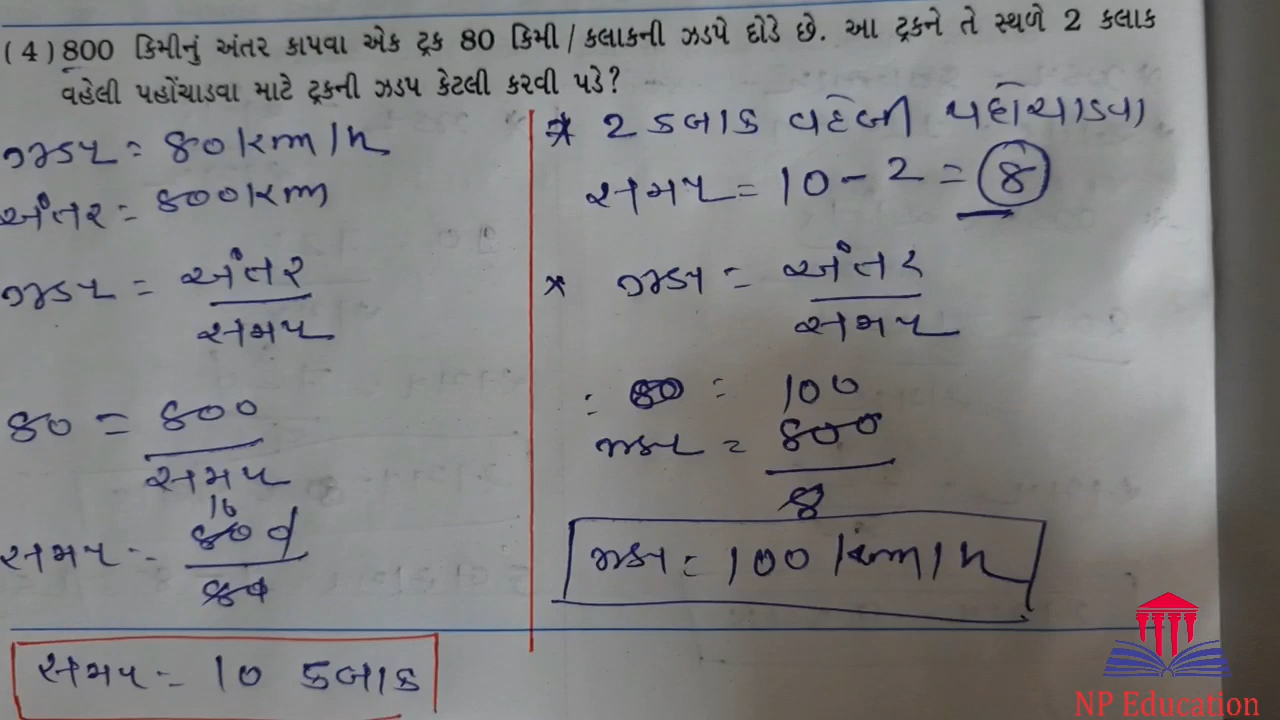 (4) 800 કિમીનું અંતર કાપવા એક ટ્રક 80 કિમી / કલાકની ઝડપે દોડે છે. આ ટ્રકને તે સ્થળે 2 કલાક
વહેલી પહોંચાડવા માટે ટ્રકની ઝડપ કેટલી કરવી પડે?
ઝડપ = 80 km/h
અંતર = 800 km
ઝડપ = અંતર
સમય
80 = 800
સમય
10
સમય = 800
80
સમય = 10 કલાક
* 2 કલાક વહેલી પહોંચાડવા
સમય = 10 - 2 = 8
* ઝડપ = અંતર
સમય
: 80 = 100
ઝડપ = 800
8
ઝડપ = 100 km/h
NP Education